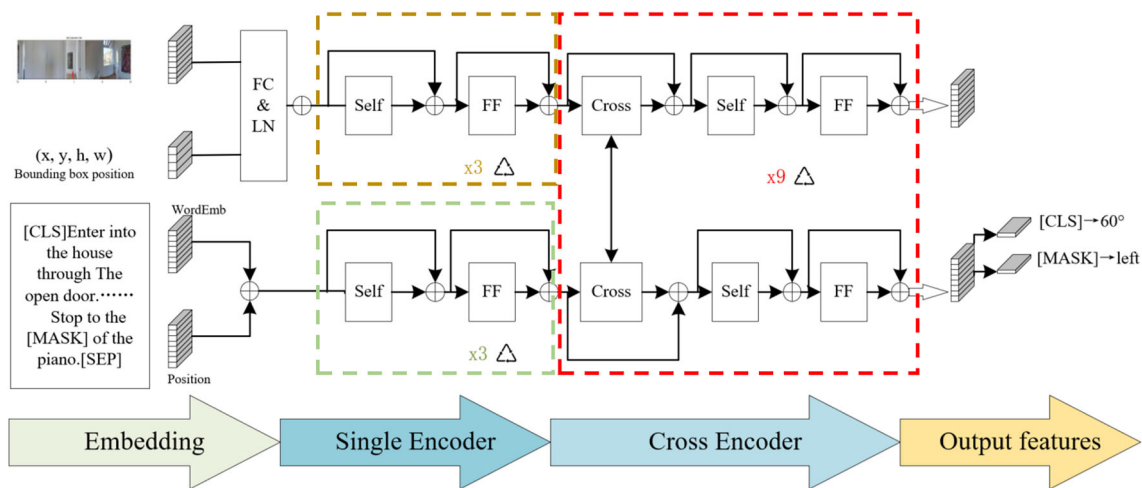 FC
&
LN
Self
FF
Cross
Self
FF
x3
x9
(x, y, h, w)
Bounding box position
WordEmb
[CLS]Enter into
the house
through The
open door.······
Stop to the
[MASK] of the
piano.[SEP]
Position
Self
FF
Cross
Self
FF
x3
[CLS]→60°
[MASK]→left
Embedding
Single Encoder
Cross Encoder
Output features